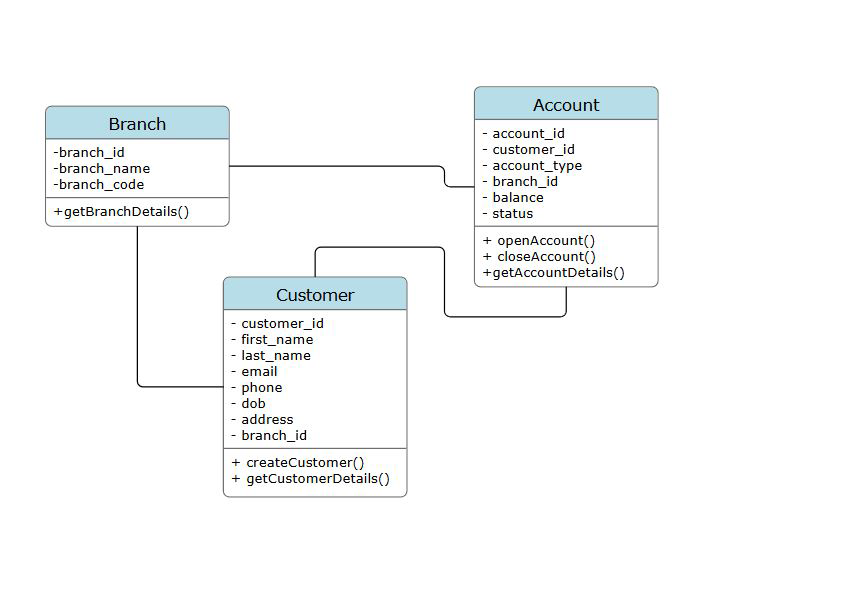 Branch
-branch_id
-branch_name
-branch_code
+getBranchDetails()
Account
- account_id
- customer_id
- account_type
- branch_id
- balance
- status
+ openAccount()
+ closeAccount()
+getAccountDetails()
Customer
- customer_id
- first_name
- last_name
- email
- phone
- dob
- address
- branch_id
+ createCustomer()
+ getCustomerDetails()